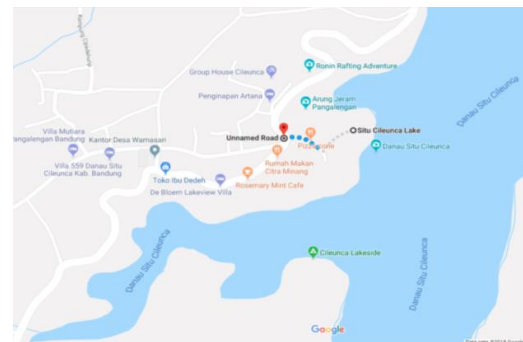 Kampung Cipanawar
Ronin Rafting Adventure
Group House Cileunca
Arung Jeram
Pangalengan
Penginapan Artana
Danau Situ Cileunca
Unnamed Road
Situ Cileunca Lake
Villa Mutiara
Pangalengan Bandung
Kantor Desa Warnasari
Danau Situ Cileunca
Villa 559 Danau Situ
Cileunca Kab. Bandung
Rumah Makan
Citra Minang
Toko Ibu Dedeh
Rosemary Mint Cafe
De Bloem Lakeview Villa
Danau Situ Cileunca
Cileunca Lakeside
Danau Situ Cileunca
Google